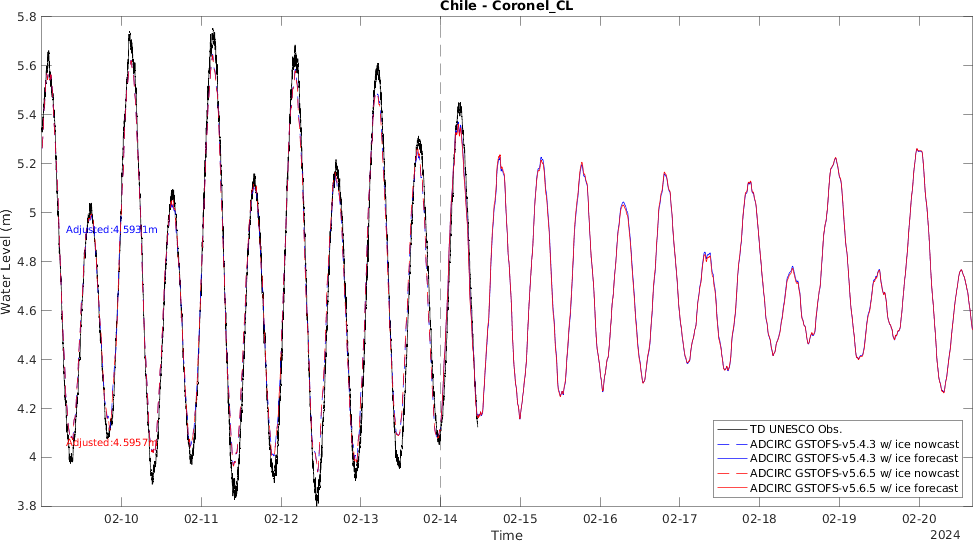 Chile - Coronel_CL
Water Level (m)
5.8
5.6
5.4
5.2
5
4.8
4.6
4.4
4.2
4
3.8
Adjusted:4.5931m
Adjusted:4.5957m
TD UNESCO Obs.
ADCIRC GSTOFS-v5.4.3 w/ ice nowcast
ADCIRC GSTOFS-v5.4.3 w/ ice forecast
ADCIRC GSTOFS-v5.6.5 w/ ice nowcast
ADCIRC GSTOFS-v5.6.5 w/ ice forecast
02-10 02-11 02-12 02-13 02-14 02-15 02-16 02-17 02-18 02-19 02-20
Time
2024